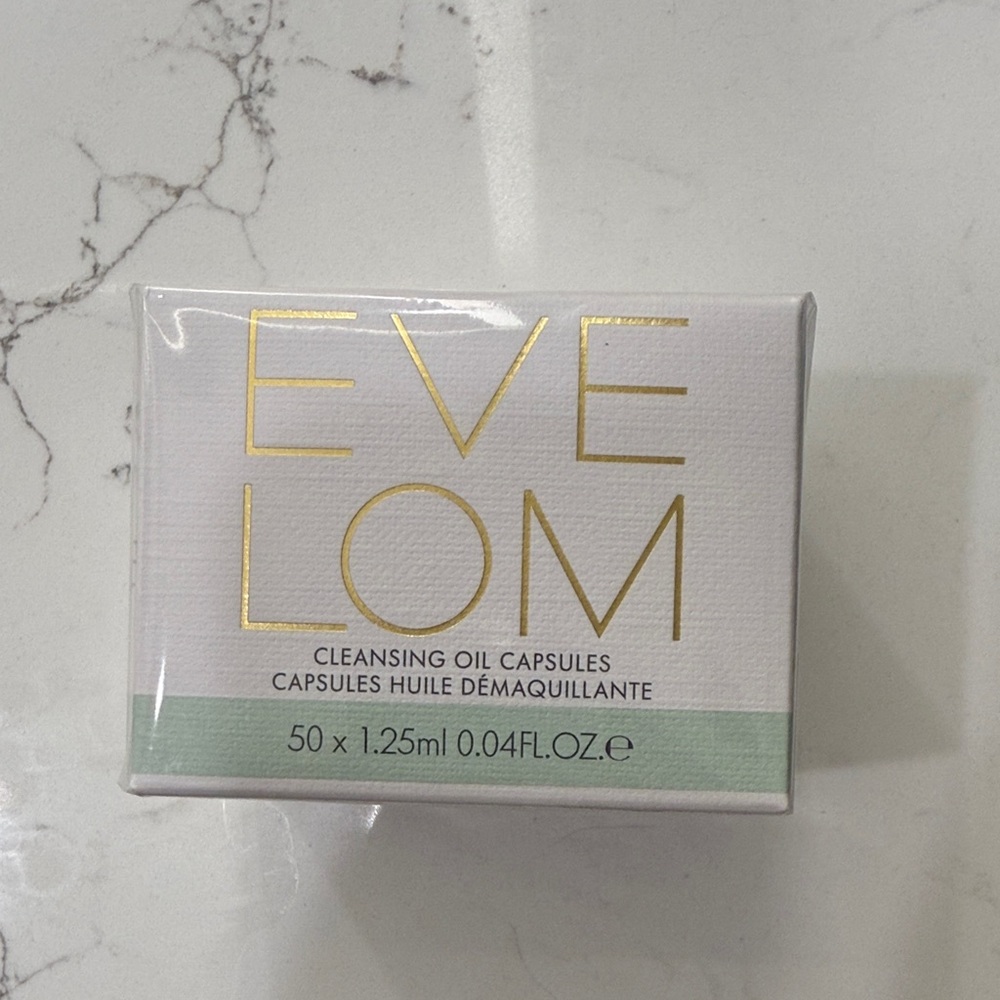 EVE
LOM
CLEANSING OIL CAPSULES
CAPSULES HUILE DÉMAQUILLANTE
50 x 1.25ml 0.04FL.OZ.℮